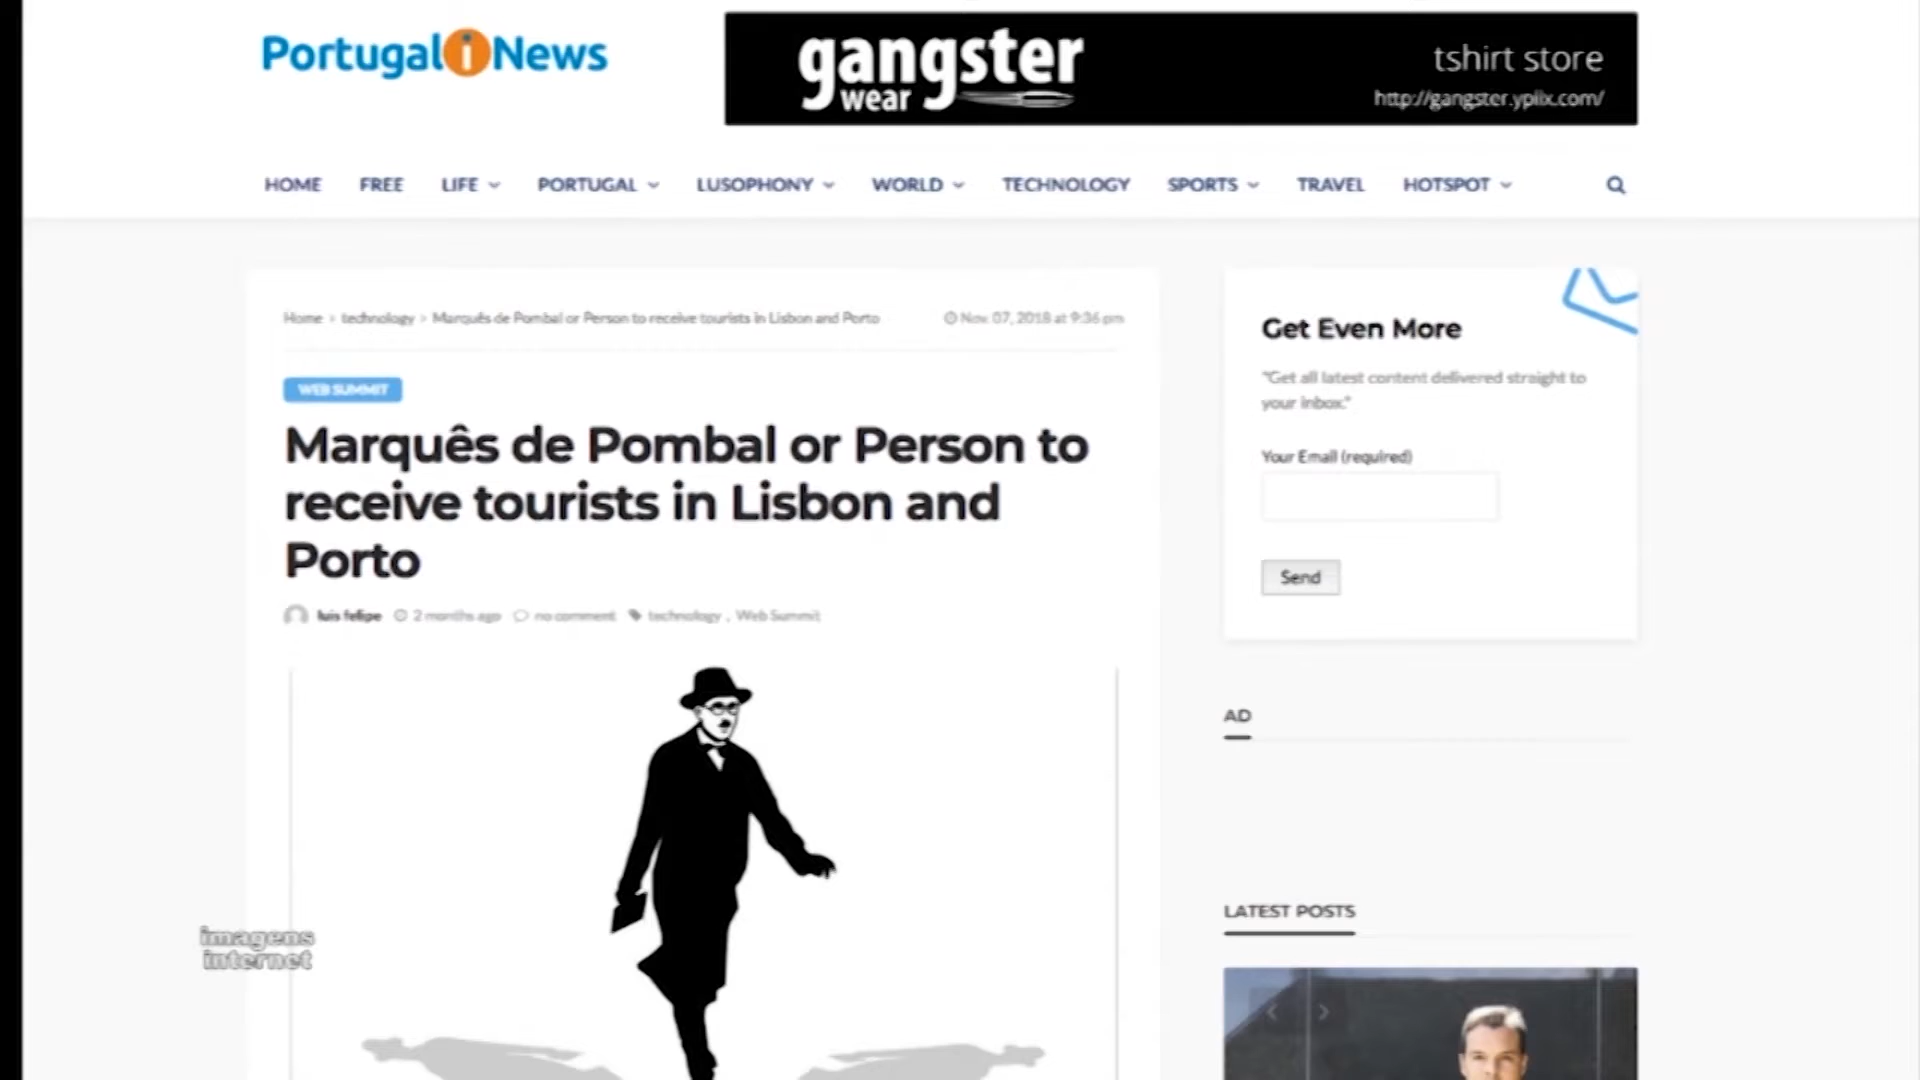 Portugal i News
gangster
wear
tshirt store
http://gangster.ypiix.com/
HOME FREE LIFE PORTUGAL LUSOPHONY WORLD TECHNOLOGY SPORTS TRAVEL HOTSPOT
Home > technology > Marquês de Pombal or Person to receive tourists in Lisbon and Porto
Nov. 07, 2018 at 9:36 pm
WEB SUMMIT
Marquês de Pombal or Person to
receive tourists in Lisbon and
Porto
luis felipe 2 months ago no comment technology , Web Summit
Get Even More
"Get all latest content delivered straight to
your inbox."
Your Email (required)
Send
AD
LATEST POSTS
imagens
internet